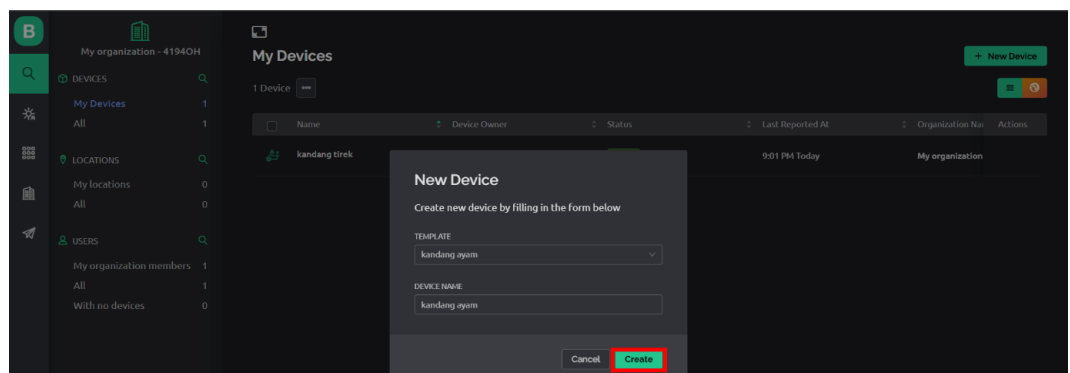 B
My organization - 4194OH
DEVICES
My Devices 1
All 1
LOCATIONS
My locations 0
All 0
USERS
My organization members 1
All 1
With no devices 0
My Devices
+ New Device
1 Device
Name Device Owner Status Last Reported At Organization Na Actions
kandang tirek 9:01 PM Today My organization
New Device
Create new device by filling in the form below
TEMPLATE
kandang ayam
DEVICE NAME
kandang ayam
Cancel Create